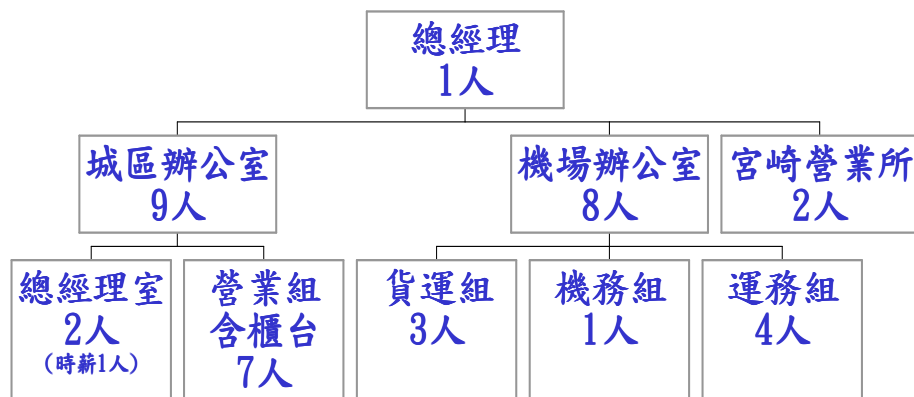 總經理
1人
城區辦公室
9人
機場辦公室
8人
宮崎營業所
2人
總經理室
2人
(時薪1人)
營業組
含櫃台
7人
貨運組
3人
機務組
1人
運務組
4人